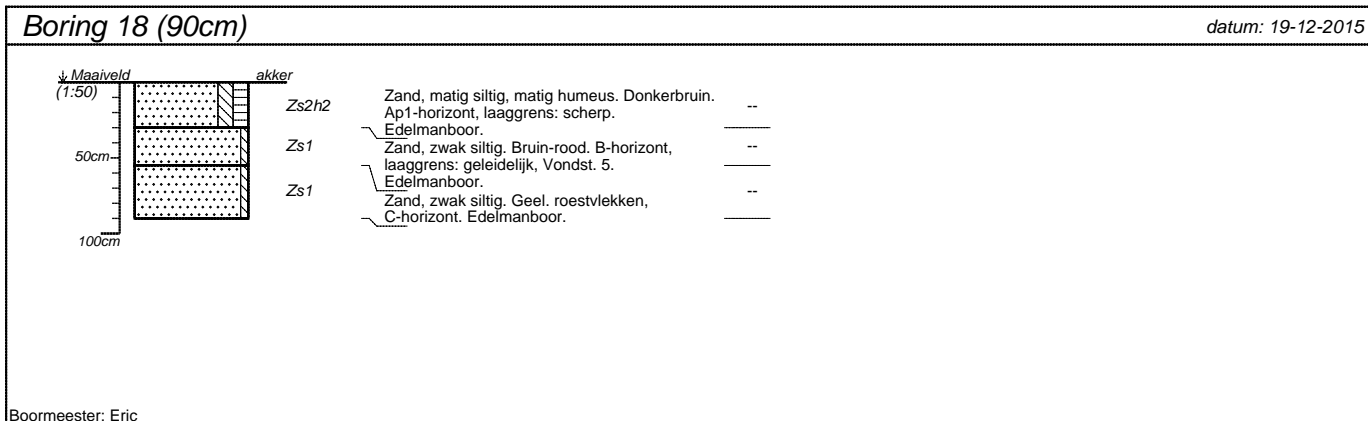 Boring 18 (90cm)
datum: 19-12-2015
Maaiveld
akker
(1:50)
Zs2h2
Zand, matig siltig, matig humeus. Donkerbruin.
Ap1-horizont, laaggrens: scherp.
Edelmanboor.
--
50cm
Zs1
Zand, zwak siltig. Bruin-rood. B-horizont,
laaggrens: geleidelijk, Vondst. 5.
Edelmanboor.
--
Zs1
Zand, zwak siltig. Geel. roestvlekken,
C-horizont. Edelmanboor.
--
100cm
Boormeester: Eric